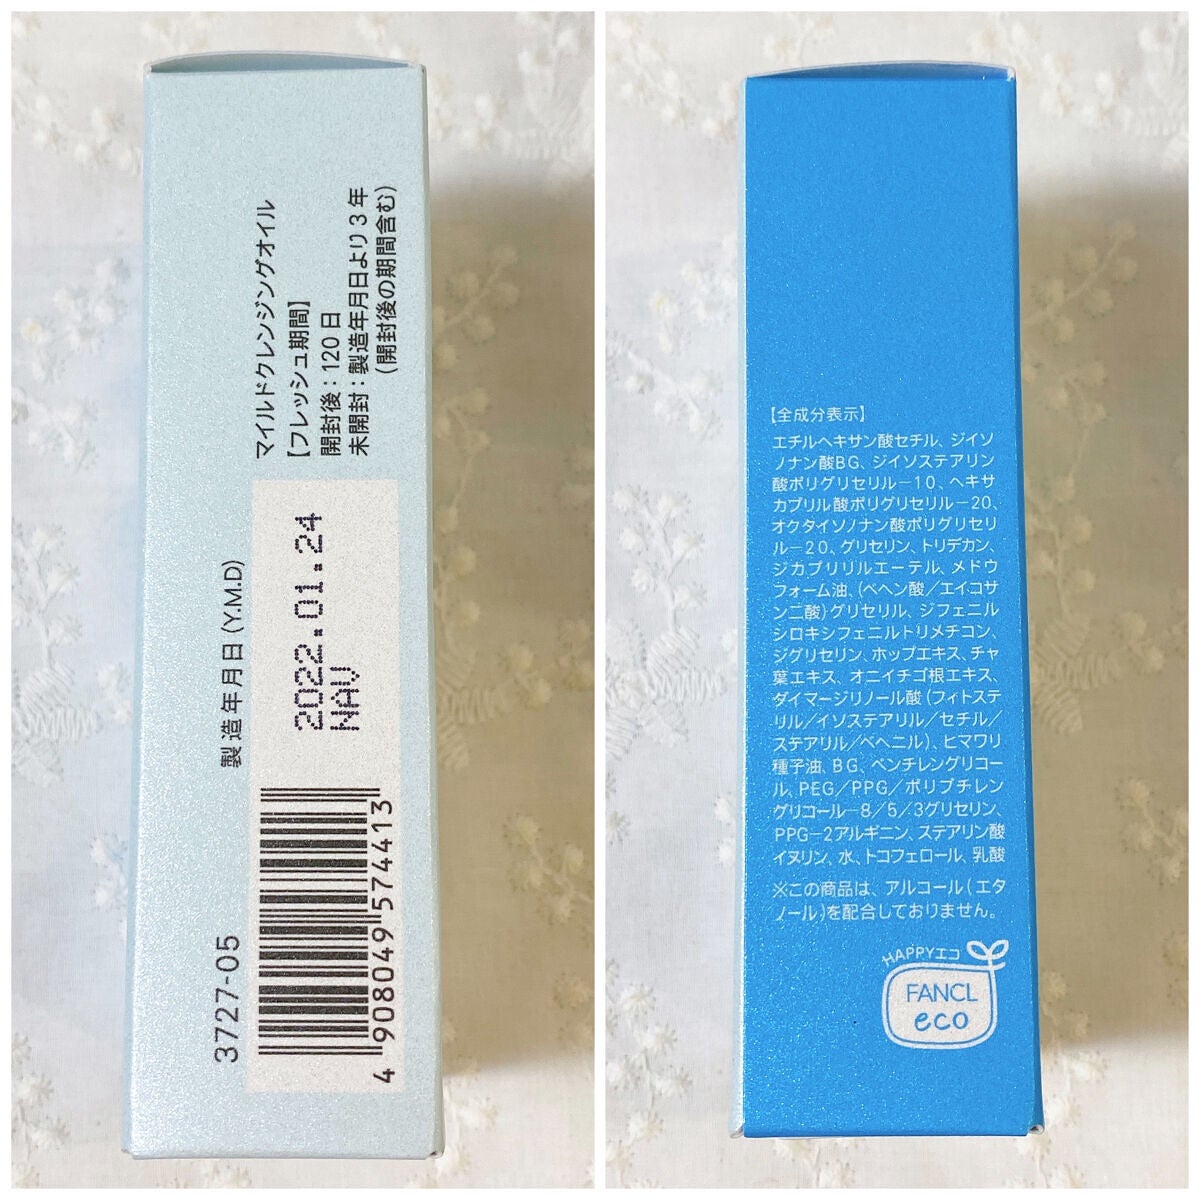 マイルドクレンジングオイル
【フレッシュ期間】
開封後：120日
未開封：製造年月日より3年
(開封後の期間含む)
製造年月日(Y.M.D)
2022.01.24
NAV
3727-05
4 908049 574413
【全成分表示】
エチルヘキサン酸セチル、ジイソ
ノナン酸BG、ジイソステアリン
酸ポリグリセリル－10、ヘキサ
カプリル酸ポリグリセリル－20、
オクタイソノナン酸ポリグリセリ
ル－20、グリセリン、トリデカン、
ジカプリリルエーテル、メドウ
フォーム油、(ベヘン酸／エイコサ
ン二酸)グリセリル、ジフェニル
シロキシフェニルトリメチコン、
ジグリセリン、ホップエキス、チャ
葉エキス、オニイチゴ根エキス、
ダイマージリノール酸(フィトステ
リル／イソステアリル／セチル／
ステアリル／ベヘニル)、ヒマワリ
種子油、BG、ペンチレングリコー
ル、PEG／PPG／ポリブチレン
グリコール－8／5／3グリセリン、
PPG－2アルギニン、ステアリン酸
イヌリン、水、トコフェロール、乳酸
※この商品は、アルコール(エタ
ノール)を配合しておりません。
HAPPYエコ
FANCL
eco